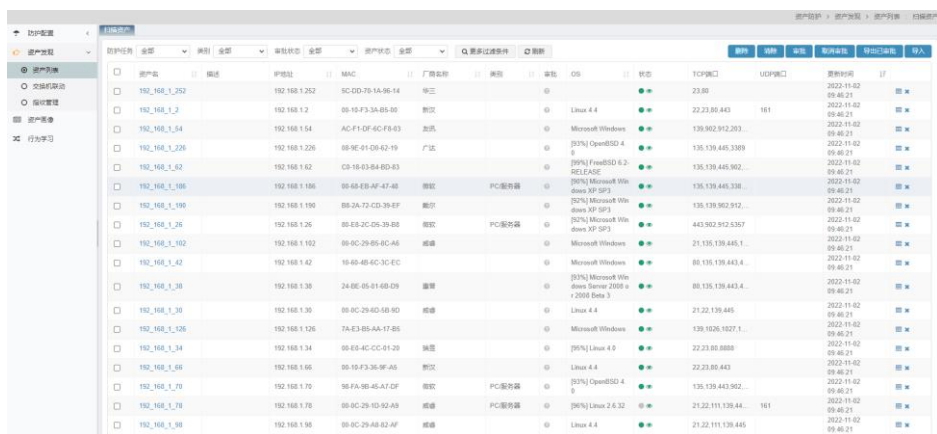 资产防护 > 资产发现 > 资产列表 扫描资产
防护配置
资产发现
资产列表
交换机联动
指纹管理
资产画像
行为学习
扫描资产
防护任务 全部 类别 全部 审批状态 全部 资产状态 全部 更多过滤条件 刷新 删除 清除 审批 取消审批 导出已审批 导入
资产名 描述 IP地址 MAC 厂商名称 类别 审批 OS 状态 TCP端口 UDP端口 更新时间
192_168_1_252 192.168.1.252 5C-DD-70-1A-96-14 华三 23,80 2022-11-02 09:46:21
192_168_1_2 192.168.1.2 00-10-F3-3A-B5-00 新汉 Linux 4.4 22,23,80,443 161 2022-11-02 09:46:21
192_168_1_54 192.168.1.54 AC-F1-DF-6C-F8-03 友讯 Microsoft Windows 139,902,912,203... 2022-11-02 09:46:21
192_168_1_226 192.168.1.226 08-9E-01-D8-62-19 广达 [93%] OpenBSD 4.0 135,139,445,3389 2022-11-02 09:46:21
192_168_1_62 192.168.1.62 C0-18-03-B4-BD-83 [99%] FreeBSD 6.2-RELEASE 135,139,445,902,... 2022-11-02 09:46:21
192_168_1_186 192.168.1.186 00-68-EB-AF-47-48 微软 PC/服务器 [90%] Microsoft Windows XP SP3 135,139,445,338... 2022-11-02 09:46:21
192_168_1_190 192.168.1.190 B8-2A-72-CD-39-EF 戴尔 [92%] Microsoft Windows XP SP3 135,139,902,912,... 2022-11-02 09:46:21
192_168_1_26 192.168.1.26 80-E8-2C-D5-39-B8 微软 PC/服务器 [92%] Microsoft Windows XP SP3 443,902,912,5357 2022-11-02 09:46:21
192_168_1_102 192.168.1.102 00-0C-29-B5-8C-A6 威睿 Microsoft Windows 21,135,139,445,1... 2022-11-02 09:46:21
192_168_1_42 192.168.1.42 10-60-4B-6C-3C-EC Microsoft Windows 80,135,139,443,4... 2022-11-02 09:46:21
192_168_1_38 192.168.1.38 24-BE-05-01-6B-D9 [93%] Microsoft Windows Server 2008 or 2008 Beta 3 80,135,139,443,4... 2022-11-02 09:46:21
192_168_1_30 192.168.1.30 00-0C-29-6D-5B-9D 威睿 Linux 4.4 21,22,139,445 2022-11-02 09:46:21
192_168_1_126 192.168.1.126 7A-E3-B5-AA-17-B5 Microsoft Windows 139,1026,1027,1... 2022-11-02 09:46:21
192_168_1_34 192.168.1.34 00-E0-4C-CC-01-20 瑞昱 [95%] Linux 4.0 22,23,80,8888 2022-11-02 09:46:21
192_168_1_66 192.168.1.66 00-10-F3-36-9F-A5 新汉 Linux 4.4 22,23,80,443 2022-11-02 09:46:21
192_168_1_70 192.168.1.70 98-FA-9B-45-A7-DF 微软 PC/服务器 [93%] OpenBSD 4.0 135,139,443,902,... 2022-11-02 09:46:21
192_168_1_78 192.168.1.78 00-0C-29-1D-92-A9 威睿 PC/服务器 [96%] Linux 2.6.32 21,22,111,139,44... 161 2022-11-02 09:46:21
192_168_1_98 192.168.1.98 00-0C-29-A8-82-AF 威睿 Linux 4.4 21,22,111,139,445 2022-11-02 09:46:21